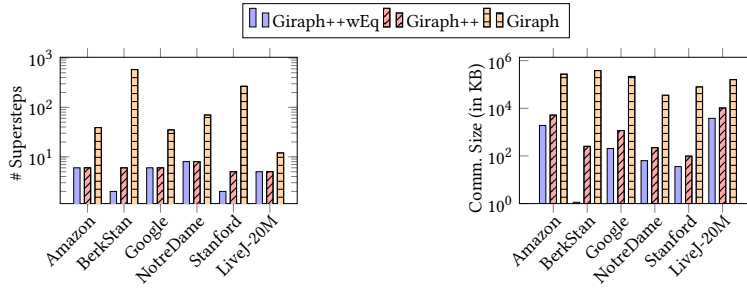 Giraph++wEq Giraph++ Giraph
# Supersteps
10^3
10^2
10^1
Amazon
BerkStan
Google
NotreDame
Stanford
LiveJ-20M
Comm. Size (in KB)
10^6
10^4
10^2
10^0
Amazon
BerkStan
Google
NotreDame
Stanford
LiveJ-20M